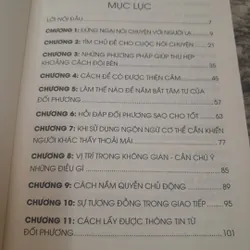 MỤC LỤC
LỜI NÓI ĐẦU 7
CHƯƠNG 1: ĐỪNG NGẠI NÓI CHUYỆN VỚI NGƯỜI LẠ 9
CHƯƠNG 2: TÌM CHỦ ĐỀ CHO CUỘC NÓI CHUYỆN 21
CHƯƠNG 3: NHỮNG PHƯƠNG PHÁP GIÚP THU HẸP
KHOẢNG CÁCH ĐÔI BÊN 35
CHƯƠNG 4: CÁCH ĐỂ CÓ ĐƯỢC THIỆN CẢM 45
CHƯƠNG 5: LÀM THẾ NÀO ĐỂ NẮM BẮT TÂM TƯ CỦA
ĐỐI PHƯƠNG
CHƯƠNG 6: HỎI ĐÁP ĐỐI PHƯƠNG SAO CHO TỐT
CHƯƠNG 7: KHI SỬ DỤNG NGÔN NGỮ CƠ THỂ CẦN KHIẾN
NGƯỜI KHÁC THẤY THOẢI MÁI 77
CHƯƠNG 8: VỊ TRÍ TRONG KHÔNG GIAN - CẦN CHÚ Ý
NHỮNG ĐIỀU GÌ 85
CHƯƠNG 9: CÁCH NẮM QUYỀN CHỦ ĐỘNG 89
CHƯƠNG 10: SỰ TƯƠNG ĐỒNG TRONG GIAO TIẾP 95
CHƯƠNG 11: CÁCH LẤY ĐƯỢC THÔNG TIN TỪ
ĐỐI PHƯƠNG 101